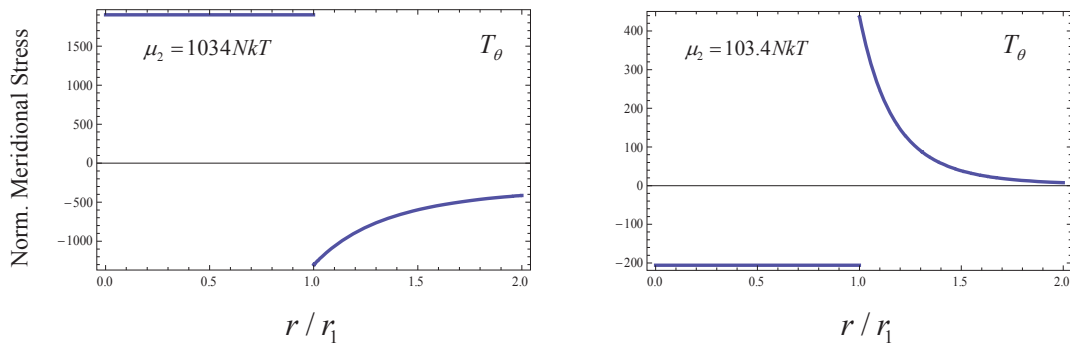 Norm. Meridional Stress
1500
1000
500
0
−500
−1000
μ₂ = 1034NkT
T_θ
0.0 0.5 1.0 1.5 2.0
r / r₁
400
300
200
100
0
−100
−200
μ₂ = 103.4NkT
T_θ
0.0 0.5 1.0 1.5 2.0
r / r₁